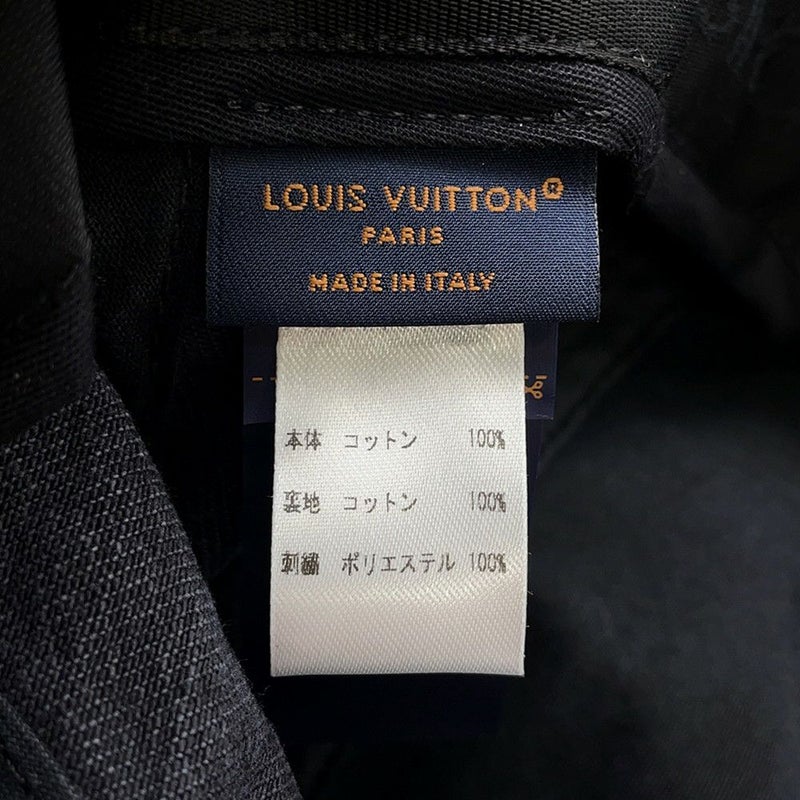 LOUIS VUITTON®
PARIS
MADE IN ITALY
本体 コットン 100%
裏地 コットン 100%
刺繍 ポリエステル 100%